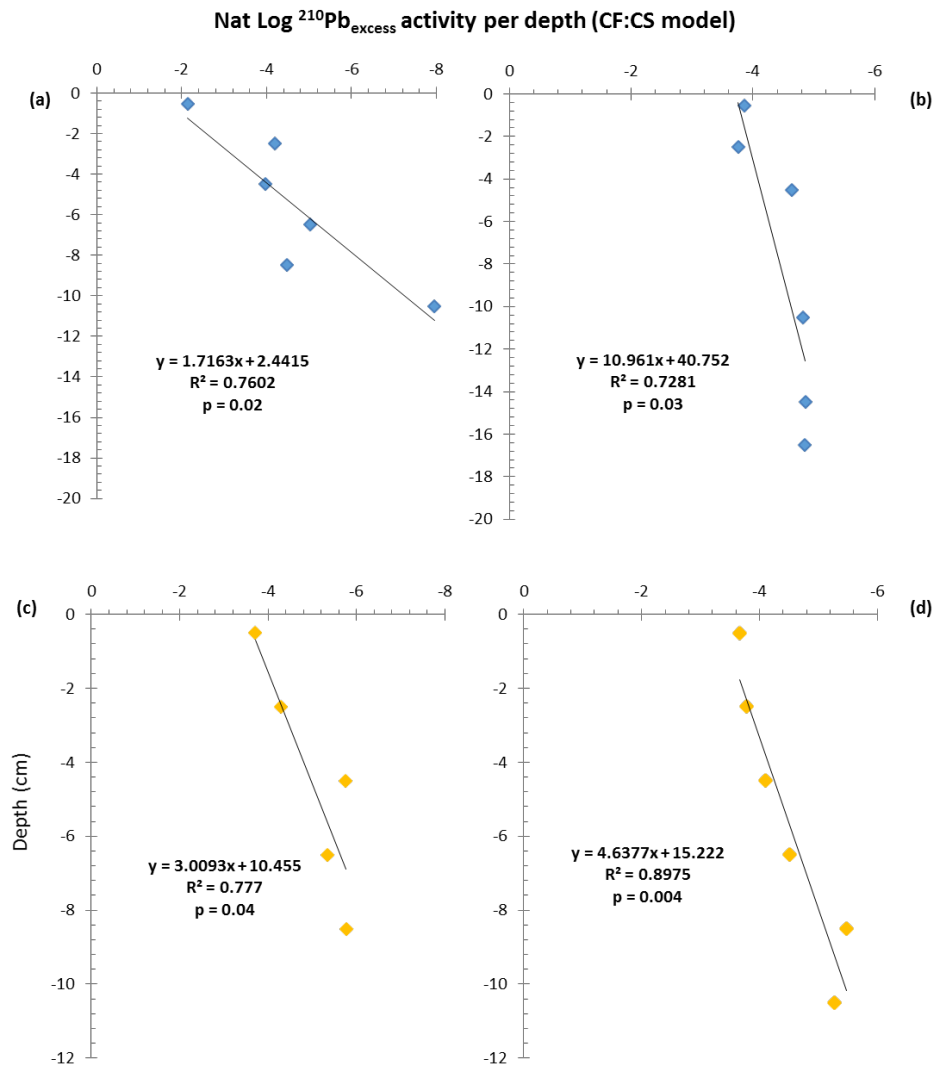 Nat Log ²¹⁰Pbexcess activity per depth (CF:CS model)
0 -2 -4 -6 -8
(a)
0
-2
-4
-6
-8
-10
-12
-14
-16
-18
-20
y = 1.7163x + 2.4415
R² = 0.7602
p = 0.02
0 -2 -4 -6
(b)
0
-2
-4
-6
-8
-10
-12
-14
-16
-18
-20
y = 10.961x + 40.752
R² = 0.7281
p = 0.03
0 -2 -4 -6 -8
(c)
0
-2
-4
-6
-8
-10
-12
Depth (cm)
y = 3.0093x + 10.455
R² = 0.777
p = 0.04
0 -2 -4 -6
(d)
0
-2
-4
-6
-8
-10
-12
y = 4.6377x + 15.222
R² = 0.8975
p = 0.004